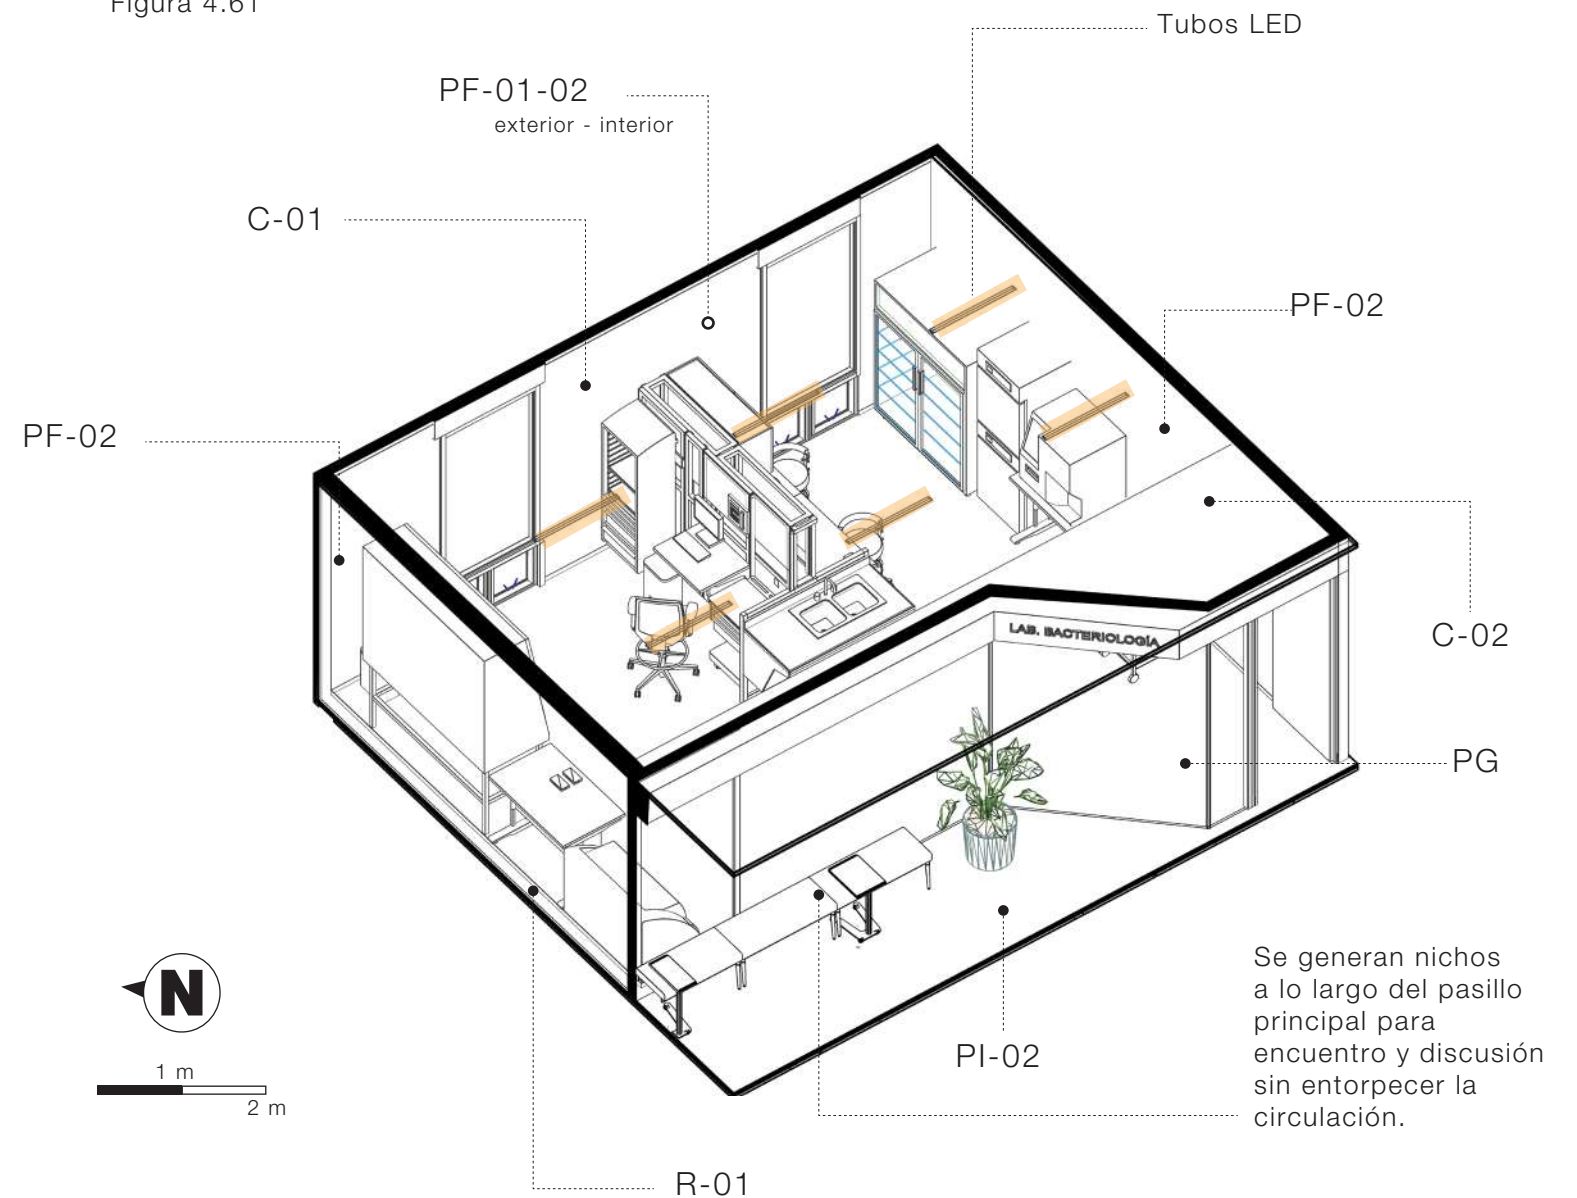 Figura 4.61
Tubos LED
PF-01-02
exterior - interior
C-01
PF-02
PF-02
LAB. BACTERIOLOGÍA
C-02
PG
Se generan nichos
a lo largo del pasillo
principal para
encuentro y discusión
sin entorpecer la
circulación.
N
PI-02
1 m
2 m
R-01